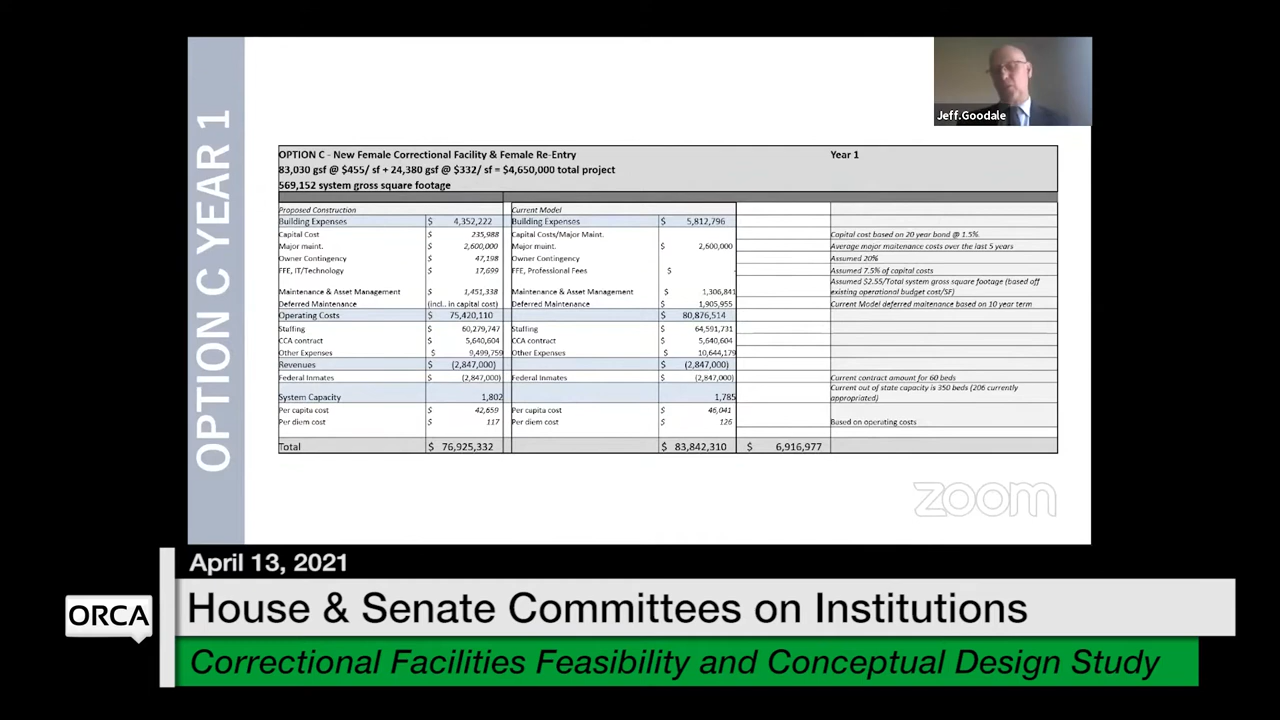 OPTION C YEAR 1
Jeff.Goodale
OPTION C - New Female Correctional Facility & Female Re-Entry Year 1
83,030 gsf @ $455/ sf + 24,380 gsf @ $332/ sf = $4,650,000 total project
569,152 system gross square footage
Proposed Construction Current Model
Building Expenses $ 4,352,222 Building Expenses $ 5,812,796
Capital Cost $ 235,988 Capital Costs/Major Maint. Capital cost based on 20 year bond @ 1.5%.
Major maint. $ 2,600,000 Major maint. $ 2,600,000 Average major maitenance costs over the last 5 years
Owner Contingency $ 47,198 Owner Contingency Assumed 20%
FFE, IT/Technology $ 17,699 FFE, Professional Fees $ - Assumed 7.5% of capital costs
Maintenance & Asset Management $ 1,451,338 Maintenance & Asset Management $ 1,306,841 Assumed $2.55/Total system gross square footage (based off
existing operational budget cost/SF)
Deferred Maintenance (incl.. in capital cost) Deferred Maintenance $ 1,905,955 Current Model deferred maitenance based on 10 year term
Operating Costs $ 75,420,110 $ 80,876,514
Staffing $ 60,279,747 Staffing $ 64,591,731
CCA contract $ 5,640,604 CCA contract $ 5,640,604
Other Expenses $ 9,499,759 Other Expenses $ 10,644,179
Revenues $ (2,847,000) $ (2,847,000)
Federal Inmates $ (2,847,000) Federal Inmates $ (2,847,000) Current contract amount for 60 beds
System Capacity 1,802 1,785 Current out of state capacity is 350 beds (206 currently
appropriated)
Per capita cost $ 42,659 Per capita cost $ 46,041
Per diem cost $ 117 Per diem cost $ 126 Based on operating costs
Total $ 76,925,332 $ 83,842,310 $ 6,916,977
zoom
April 13, 2021
ORCA
House & Senate Committees on Institutions
Correctional Facilities Feasibility and Conceptual Design Study